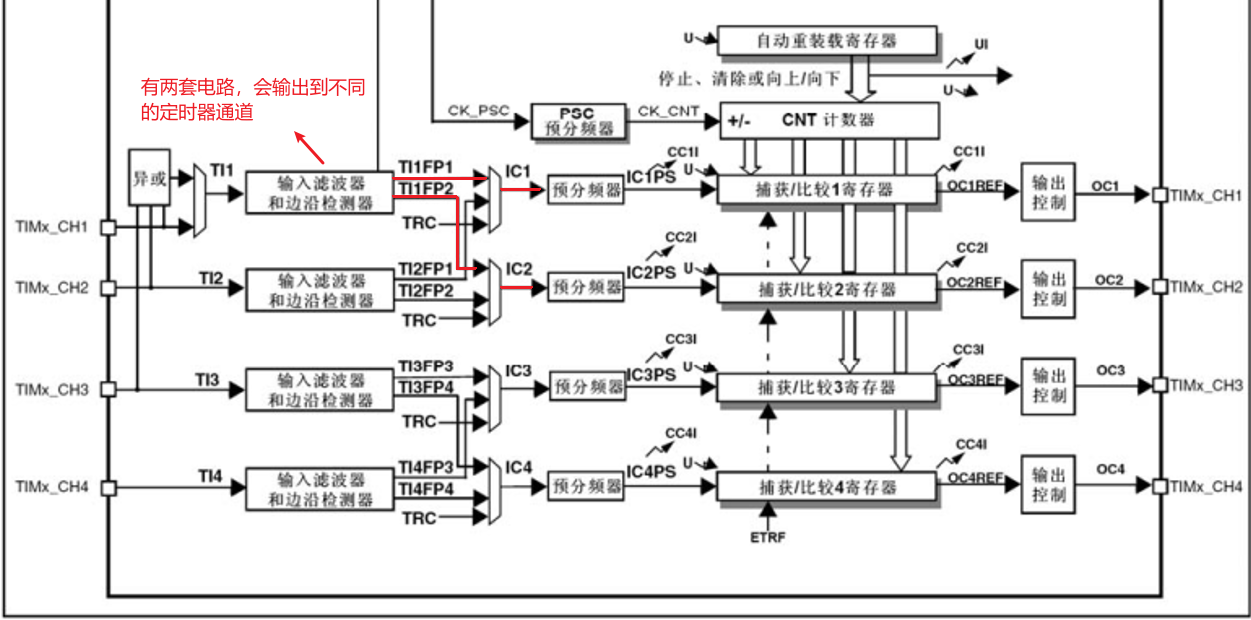 U
自动重装载寄存器
UI
停止、清除或向上/向下
U
有两套电路，会输出到不同
的定时器通道
CK_PSC
PSC
预分频器
CK_CNT
+/-
CNT 计数器
异或
TI1
输入滤波器
和边沿检测器
TI1FP1
TI1FP2
TRC
IC1
预分频器
IC1PS
CC1I
U
捕获/比较1寄存器
CC1I
OC1REF
输出
控制
OC1
TIMx_CH1
TIMx_CH1
TIMx_CH2
TI2
输入滤波器
和边沿检测器
TI2FP1
TI2FP2
TRC
IC2
预分频器
IC2PS
CC2I
U
捕获/比较2寄存器
CC2I
OC2REF
输出
控制
OC2
TIMx_CH2
TIMx_CH3
TI3
输入滤波器
和边沿检测器
TI3FP3
TI3FP4
TRC
IC3
预分频器
IC3PS
CC3I
U
捕获/比较3寄存器
CC3I
OC3REF
输出
控制
OC3
TIMx_CH3
TIMx_CH4
TI4
输入滤波器
和边沿检测器
TI4FP3
TI4FP4
TRC
IC4
预分频器
IC4PS
CC4I
U
捕获/比较4寄存器
CC4I
OC4REF
输出
控制
OC4
TIMx_CH4
ETRF